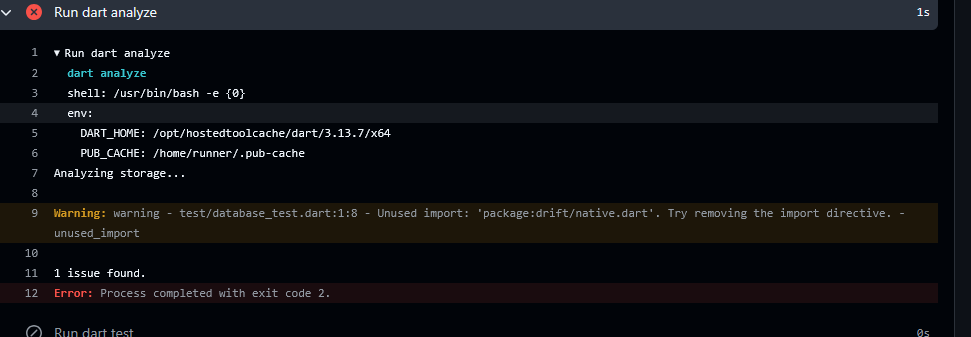 Run dart analyze 1s
1 ▼ Run dart analyze
2 dart analyze
3 shell: /usr/bin/bash -e {0}
4 env:
5 DART_HOME: /opt/hostedtoolcache/dart/3.13.7/x64
6 PUB_CACHE: /home/runner/.pub-cache
7 Analyzing storage...
8
9 Warning: warning - test/database_test.dart:1:8 - Unused import: 'package:drift/native.dart'. Try removing the import directive. -
unused_import
10
11 1 issue found.
12 Error: Process completed with exit code 2.
Run dart test 0s